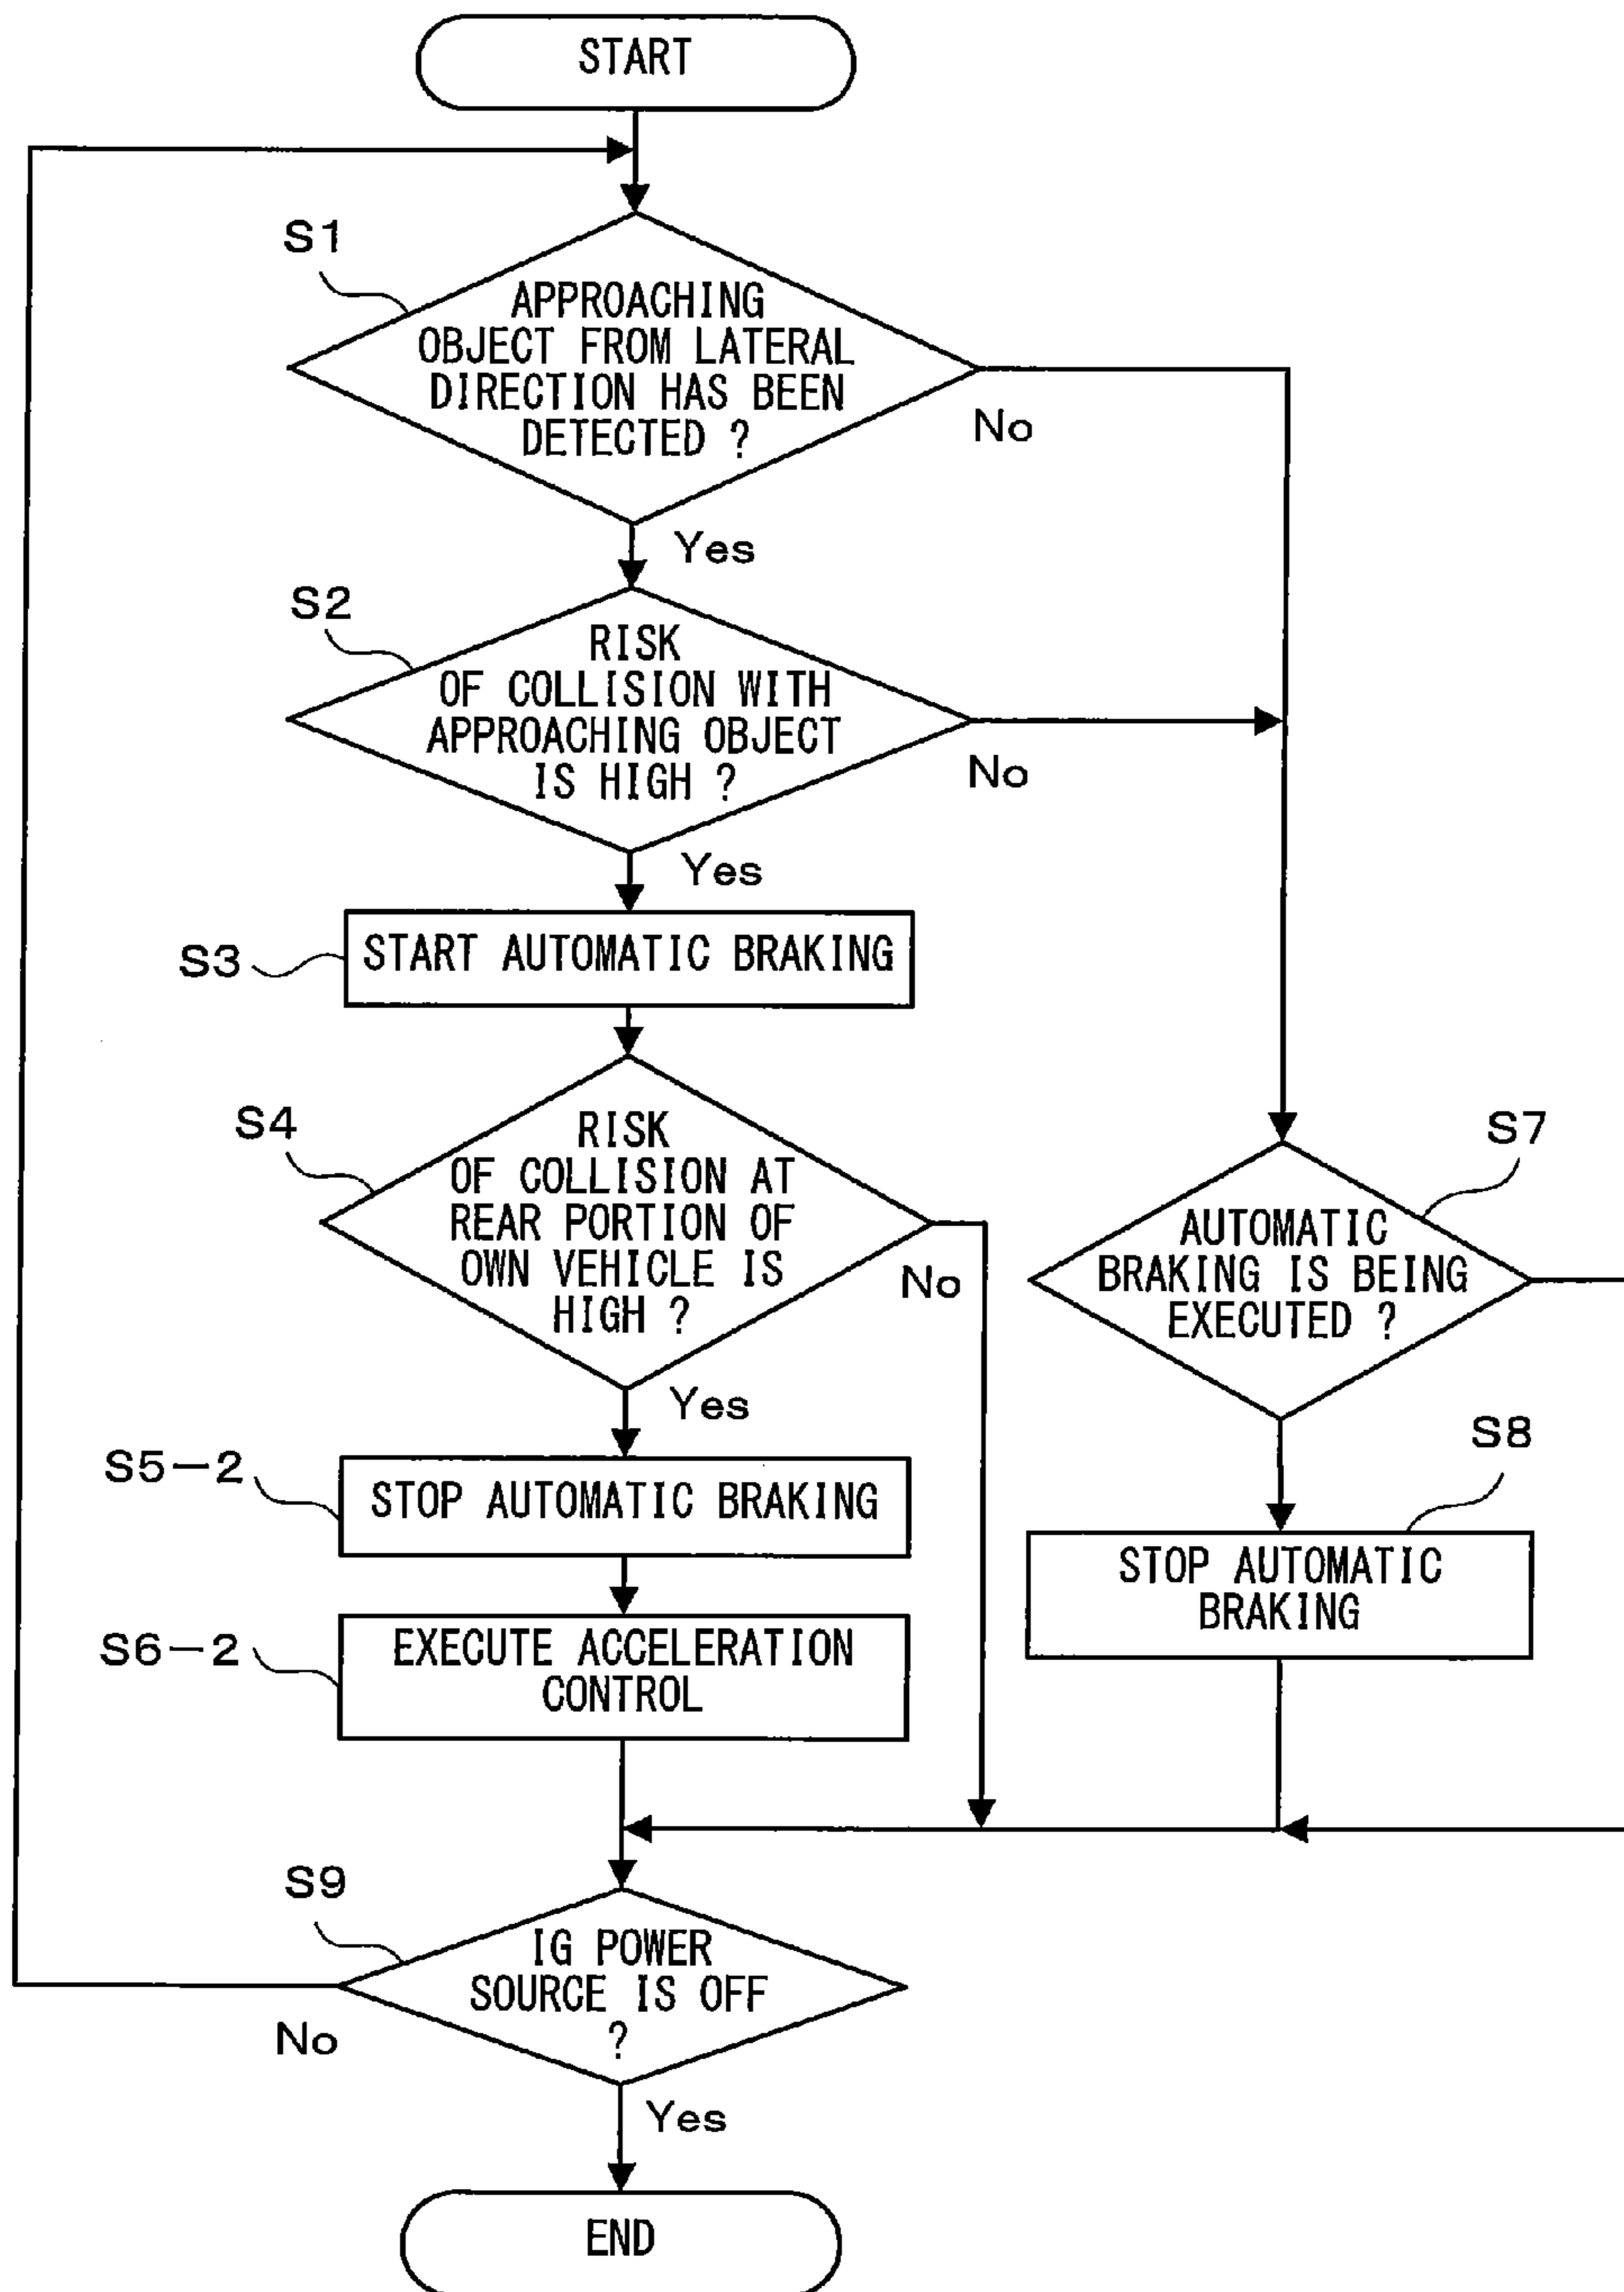 START
S1
APPROACHING
OBJECT FROM LATERAL
DIRECTION HAS BEEN
DETECTED ?
No
Yes
S2
RISK
OF COLLISION WITH
APPROACHING OBJECT
IS HIGH ?
No
Yes
S3
START AUTOMATIC BRAKING
S4
RISK
OF COLLISION AT
REAR PORTION OF
OWN VEHICLE IS
HIGH ?
No
Yes
S5-2
STOP AUTOMATIC BRAKING
S6-2
EXECUTE ACCELERATION
CONTROL
S7
AUTOMATIC
BRAKING IS BEING
EXECUTED ?
S8
STOP AUTOMATIC
BRAKING
S9
IG POWER
SOURCE IS OFF
?
No
Yes
END